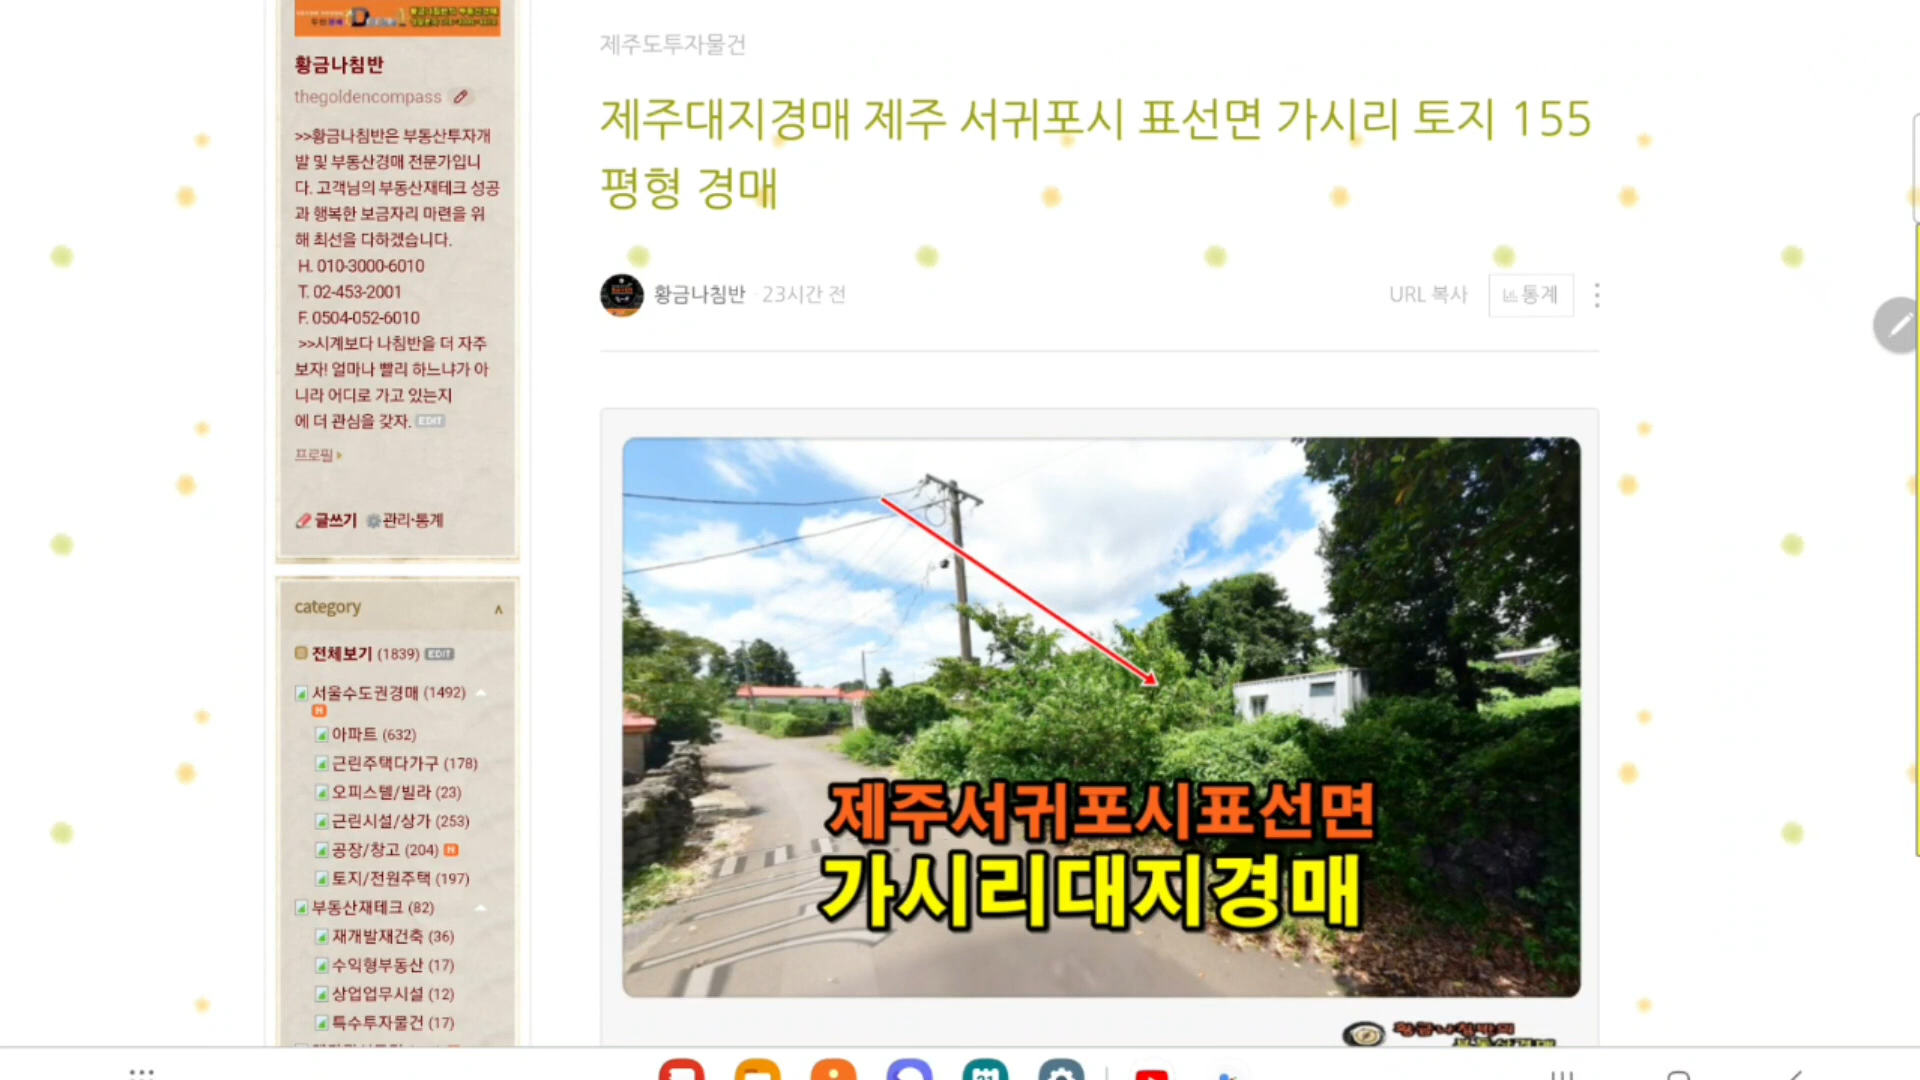 황금나침반
thegoldencompass
>>황금나침반은 부동산투자개
발 및 부동산경매 전문가입니
다. 고객님의 부동산재테크 성공
과 행복한 보금자리 마련을 위
해 최선을 다하겠습니다.
H. 010-3000-6010
T. 02-453-2001
F. 0504-052-6010
>>시계보다 나침반을 더 자주
보자! 얼마나 빨리 하느냐가 아
니라 어디로 가고 있는지
에 더 관심을 갖자. EDIT
프로필
글쓰기 관리·통계
category
전체보기 (1839) EDIT
서울수도권경매 (1492)
N
아파트 (632)
근린주택다가구 (178)
오피스텔/빌라 (23)
근린시설/상가 (253)
공장/창고 (204) N
토지/전원주택 (197)
부동산재테크 (82)
재개발재건축 (36)
수익형부동산 (17)
상업업무시설 (12)
특수투자물건 (17)
제주도투자물건
제주대지경매 제주 서귀포시 표선면 가시리 토지 155
평형 경매
황금나침반 · 23시간 전
URL 복사 통계
제주서귀포시표선면
가시리대지경매
황금나침반의